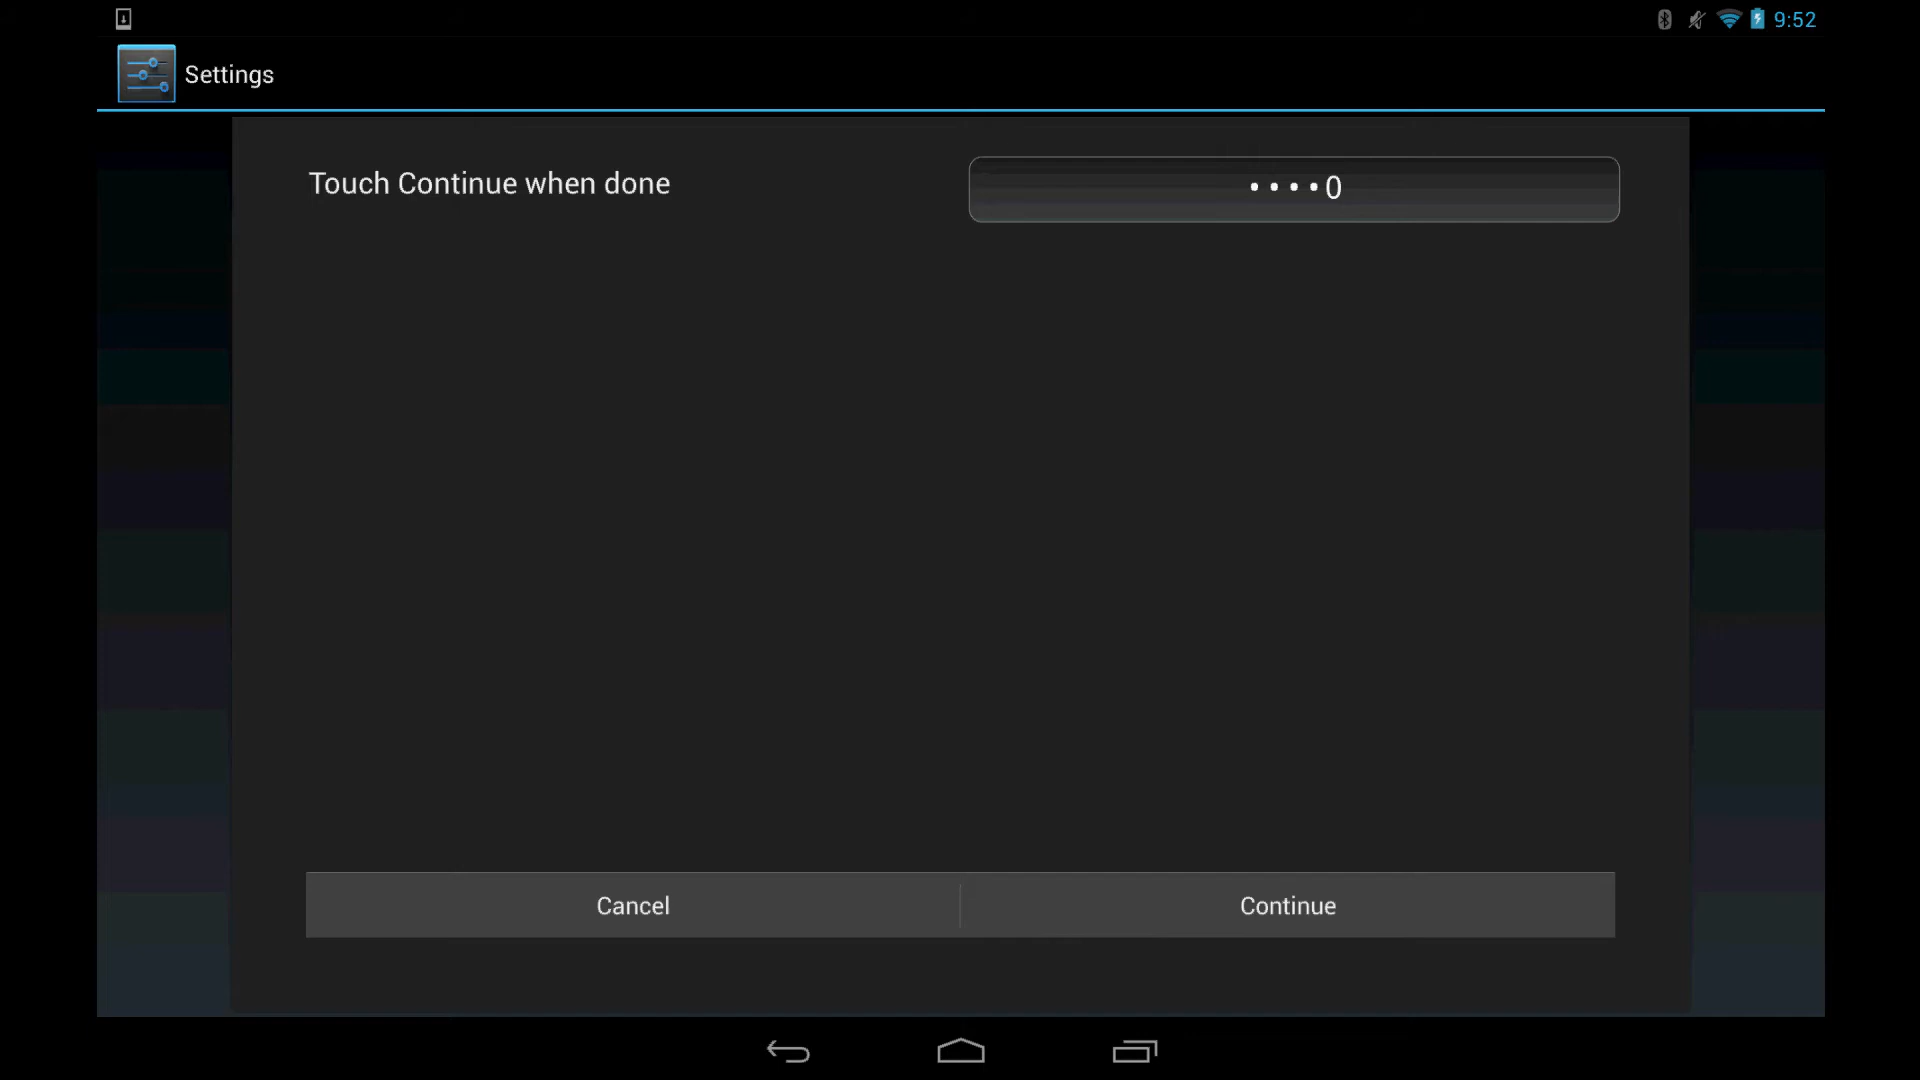 9:52
Settings
Touch Continue when done
••••0
Cancel
Continue